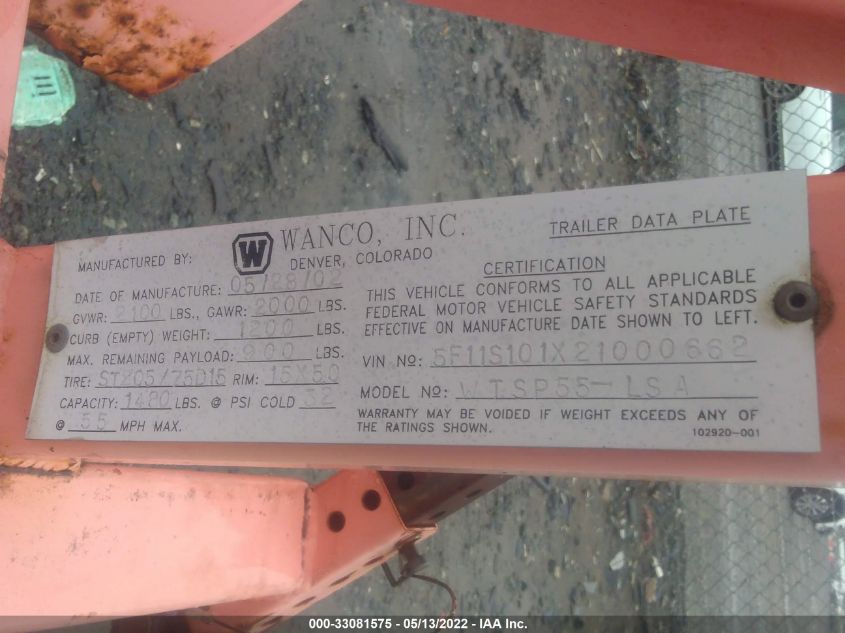 MANUFACTURED BY: W WANCO, INC.
DENVER, COLORADO
TRAILER DATA PLATE
DATE OF MANUFACTURE: 05/28/02
GVWR: 2100 LBS., GAWR: 2000 LBS.
CURB (EMPTY) WEIGHT: 1200 LBS.
MAX. REMAINING PAYLOAD: 900 LBS.
TIRE: ST205/75D15 RIM: 15X5.0
CAPACITY: 1480 LBS. @ PSI COLD 32
@ 55 MPH MAX.
CERTIFICATION
THIS VEHICLE CONFORMS TO ALL APPLICABLE
FEDERAL MOTOR VEHICLE SAFETY STANDARDS
EFFECTIVE ON MANUFACTURE DATE SHOWN TO LEFT.
VIN Nº: 5F11S101X21000662
MODEL Nº: WTSP55-LSA
WARRANTY MAY BE VOIDED IF WEIGHT EXCEEDS ANY OF
THE RATINGS SHOWN.
102920-001
000-33081575 - 05/13/2022 - IAA Inc.